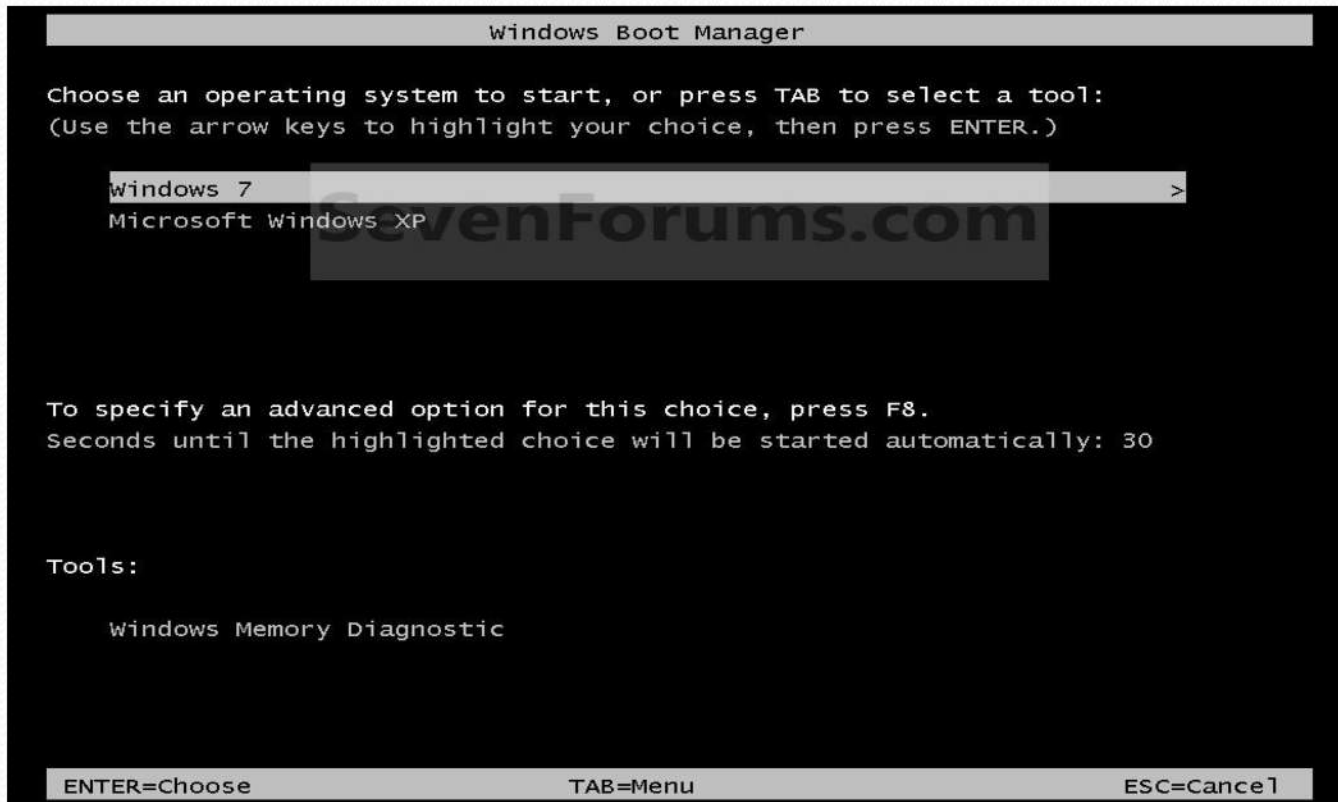 Windows Boot Manager
Choose an operating system to start, or press TAB to select a tool:
(Use the arrow keys to highlight your choice, then press ENTER.)
Windows 7 >
Microsoft Windows XP
SevenForums.com
To specify an advanced option for this choice, press F8.
Seconds until the highlighted choice will be started automatically: 30
Tools:
Windows Memory Diagnostic
ENTER=Choose TAB=Menu ESC=Cancel